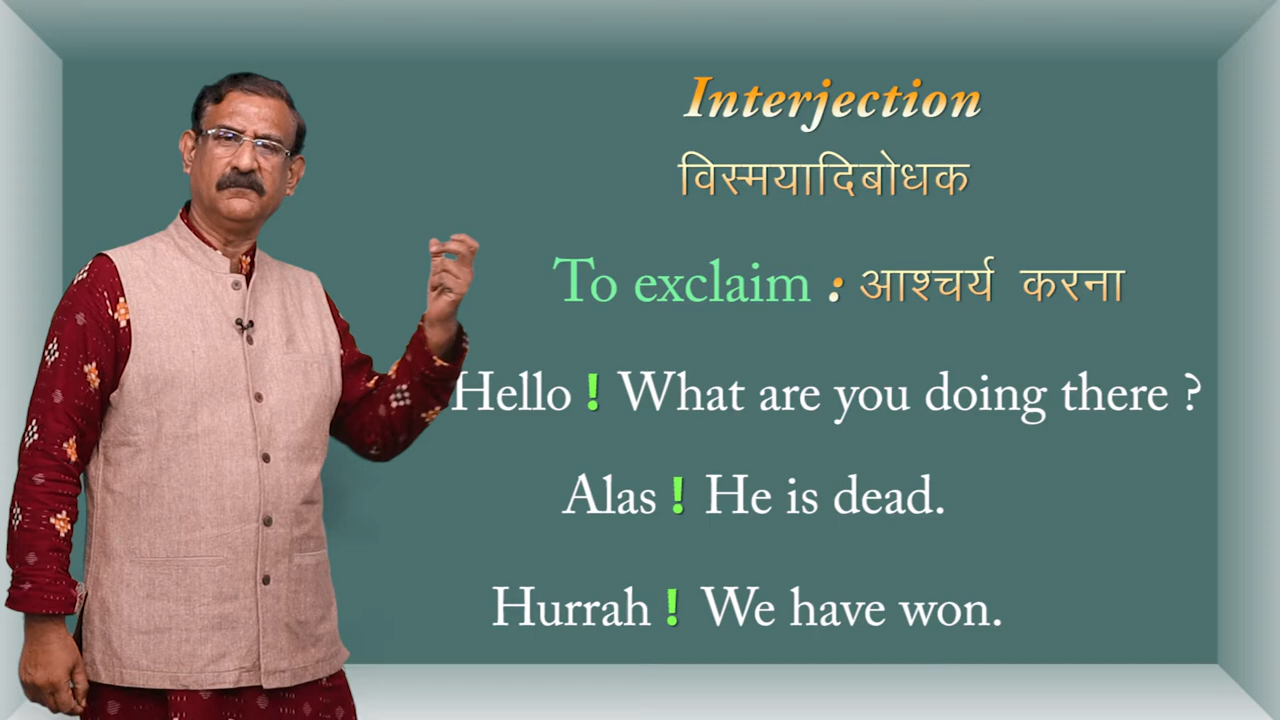 Interjection
विस्मयादिबोधक
To exclaim : आश्चर्य करना
Hello ! What are you doing there ?
Alas ! He is dead.
Hurrah ! We have won.